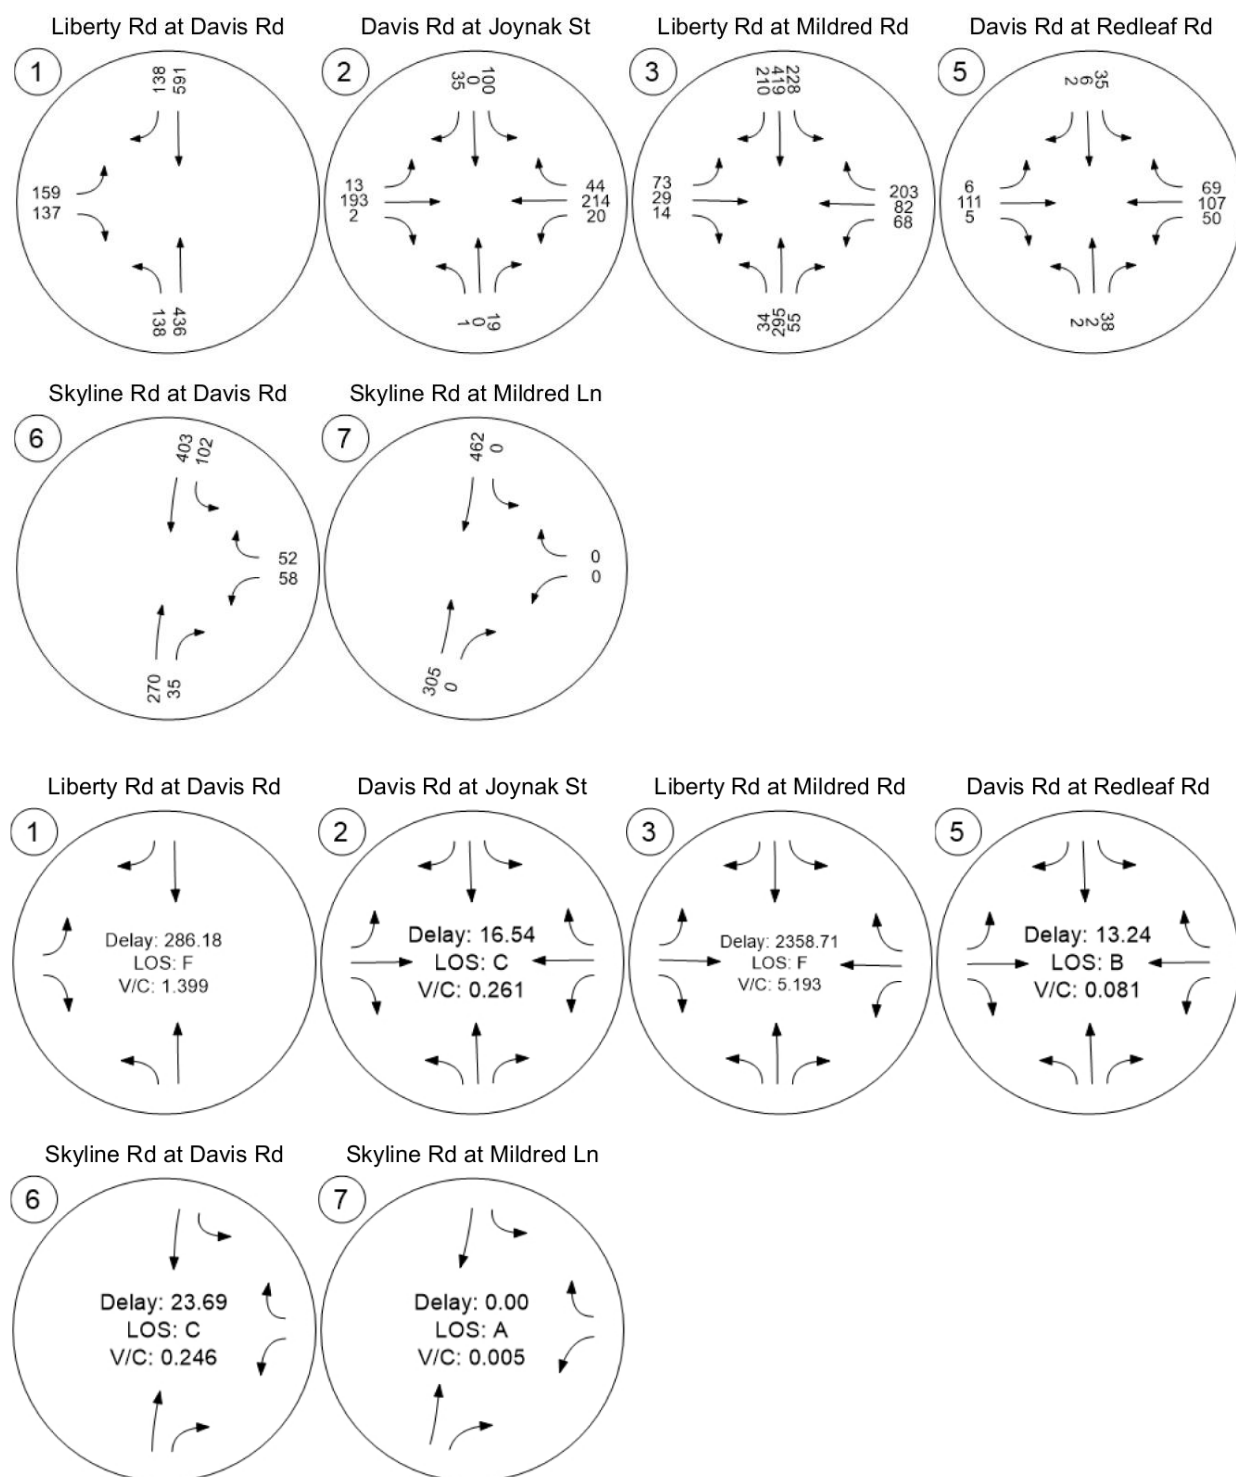 Liberty Rd at Davis Rd
1
138
591
159
137
138
436
Davis Rd at Joynak St
2
35
0
100
13
193
2
44
214
20
1
0
19
Liberty Rd at Mildred Rd
3
210
419
228
73
29
14
203
82
68
34
295
55
Davis Rd at Redleaf Rd
5
2
6
35
6
111
5
69
107
50
2
2
38
Skyline Rd at Davis Rd
6
403
102
52
58
270
35
Skyline Rd at Mildred Ln
7
462
0
0
0
305
0
Liberty Rd at Davis Rd
1
Delay: 286.18
LOS: F
V/C: 1.399
Davis Rd at Joynak St
2
Delay: 16.54
LOS: C
V/C: 0.261
Liberty Rd at Mildred Rd
3
Delay: 2358.71
LOS: F
V/C: 5.193
Davis Rd at Redleaf Rd
5
Delay: 13.24
LOS: B
V/C: 0.081
Skyline Rd at Davis Rd
6
Delay: 23.69
LOS: C
V/C: 0.246
Skyline Rd at Mildred Ln
7
Delay: 0.00
LOS: A
V/C: 0.005